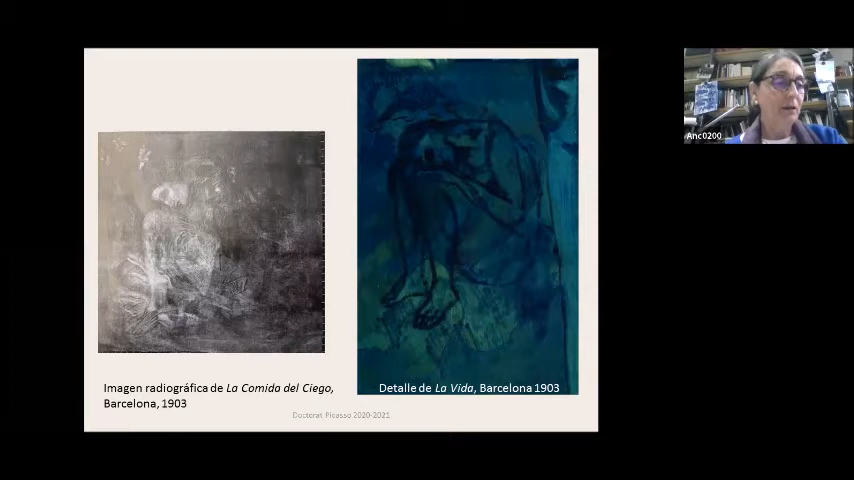 Anc0200
Imagen radiográfica de La Comida del Ciego,
Barcelona, 1903
Detalle de La Vida, Barcelona 1903
Doctorat Picasso 2020-2021